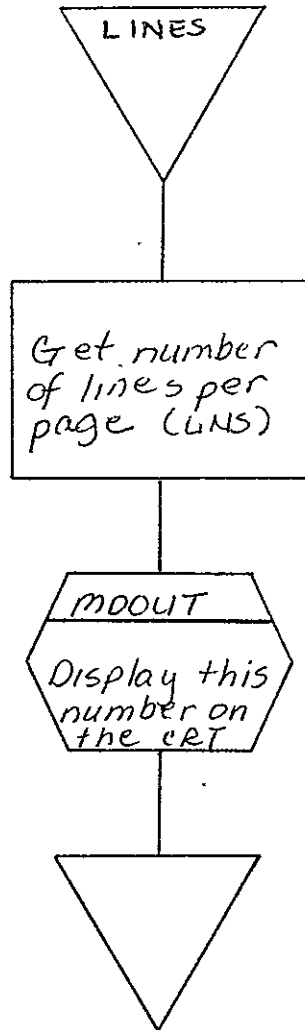 LINES
Get number
of lines per
page (LINS)
MDOUT
Display this
number on
the CRT